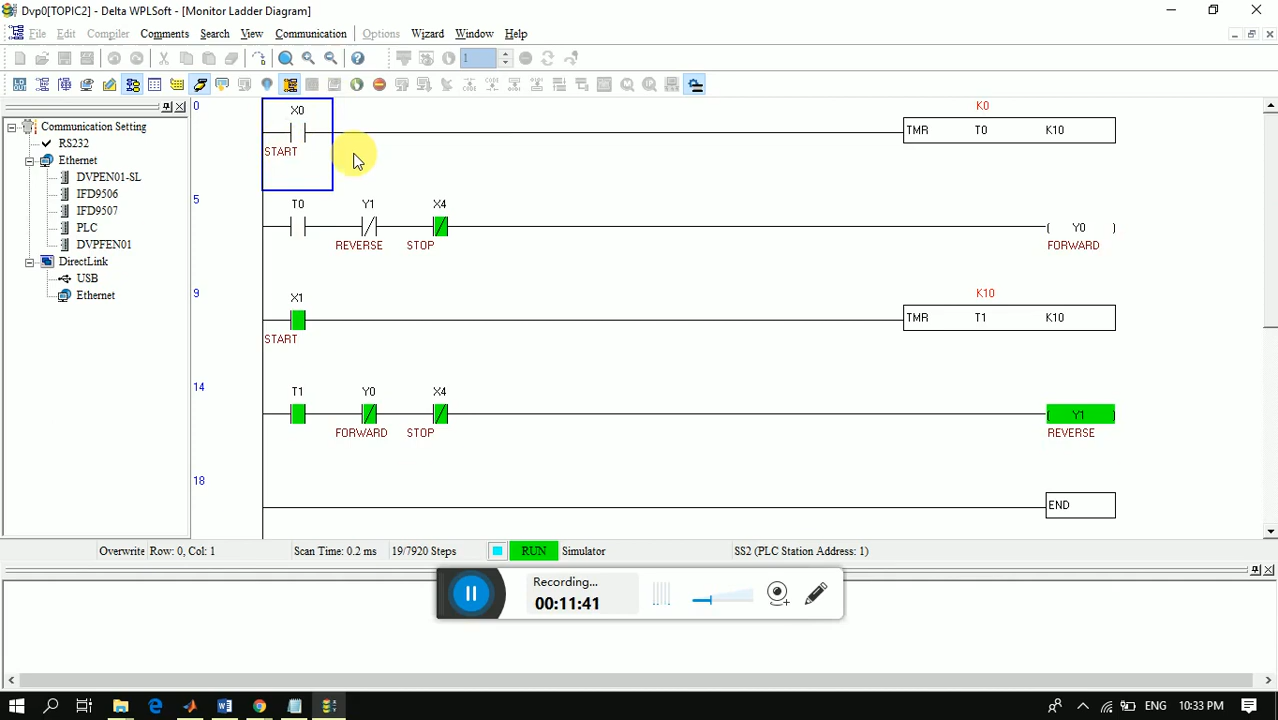 Dvp0[TOPIC2] - Delta WPLSoft - [Monitor Ladder Diagram]
File Edit Compiler Comments Search View Communication Options Wizard Window Help
1
Communication Setting
RS232
Ethernet
DVPEN01-SL
IFD9506
IFD9507
PLC
DVPFEN01
DirectLink
USB
Ethernet
0
X0
K0
TMR T0 K10
START
5
T0 Y1 X4
Y0
REVERSE STOP FORWARD
9
X1
K10
TMR T1 K10
START
14
T1 Y0 X4
Y1
FORWARD STOP REVERSE
18
END
Overwrite Row: 0, Col: 1 Scan Time: 0.2 ms 19/7920 Steps RUN Simulator SS2 (PLC Station Address: 1)
Recording...
00:11:41
ENG 10:33 PM